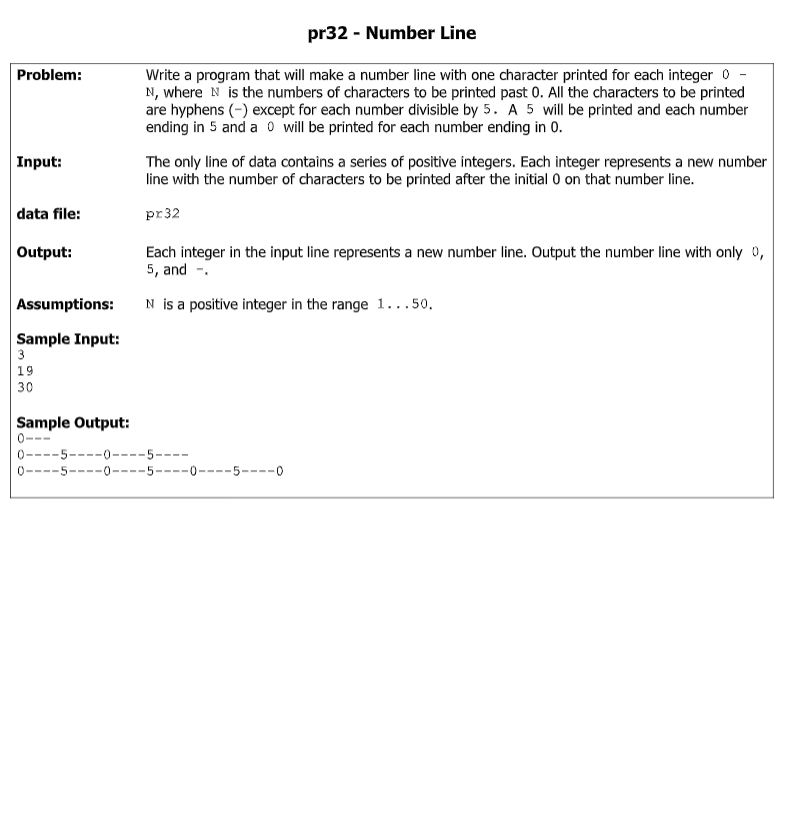 pr32 - Number Line
Problem: Write a program that will make a number line with one character printed for each integer 0 -
N, where N is the numbers of characters to be printed past 0. All the characters to be printed
are hyphens (-) except for each number divisible by 5. A 5 will be printed and each number
ending in 5 and a 0 will be printed for each number ending in 0.
Input: The only line of data contains a series of positive integers. Each integer represents a new number
line with the number of characters to be printed after the initial 0 on that number line.
data file: pr32
Output: Each integer in the input line represents a new number line. Output the number line with only 0,
5, and -.
Assumptions: N is a positive integer in the range 1...50.
Sample Input:
3
19
30
Sample Output:
0---
0----5----0----5----
0----5----0----5----0----5----0